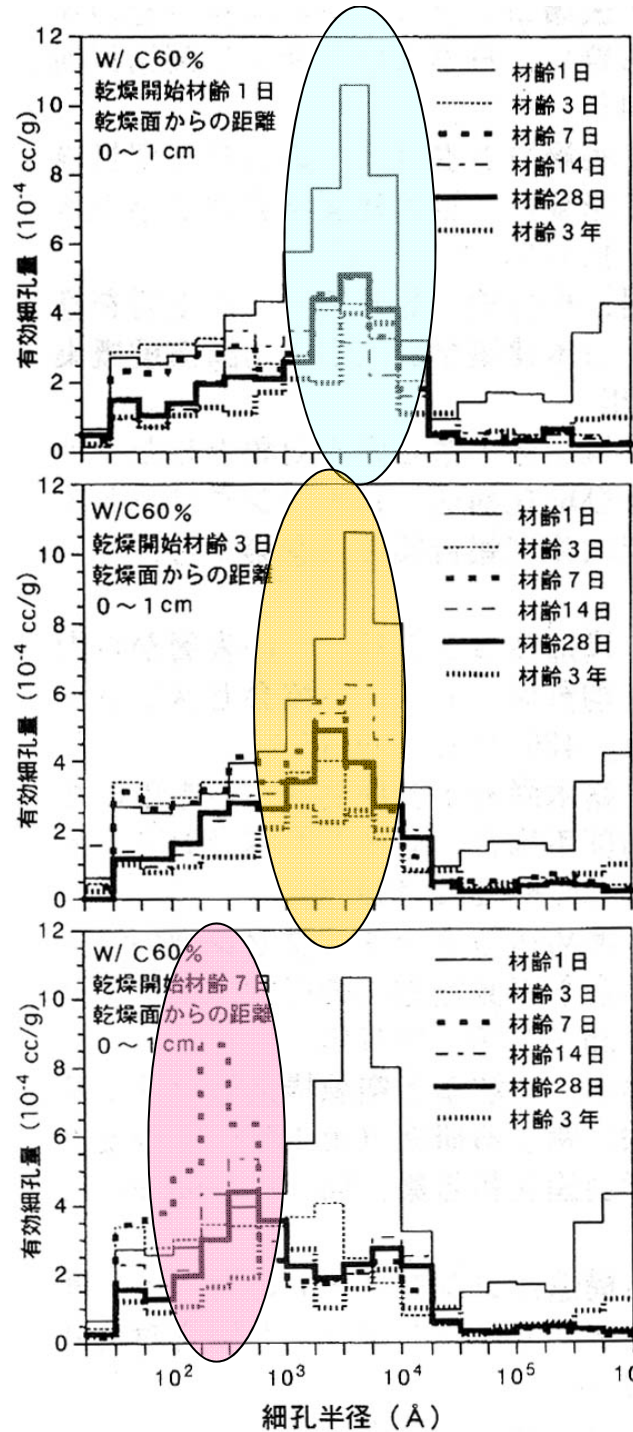 12
10
8
6
4
2
0
有効細孔量 (10⁻⁴ cc/g)
W/C60%
乾燥開始材齢1日
乾燥面からの距離
0～1cm
材齢1日
材齢3日
材齢7日
材齢14日
材齢28日
材齢3年
12
10
8
6
4
2
0
有効細孔量 (10⁻⁴ cc/g)
W/C60%
乾燥開始材齢3日
乾燥面からの距離
0～1cm
材齢1日
材齢3日
材齢7日
材齢14日
材齢28日
材齢3年
12
10
8
6
4
2
0
有効細孔量 (10⁻⁴ cc/g)
W/C60%
乾燥開始材齢7日
乾燥面からの距離
0～1cm
材齢1日
材齢3日
材齢7日
材齢14日
材齢28日
材齢3年
10² 10³ 10⁴ 10⁵ 10
細孔半径 (Å)